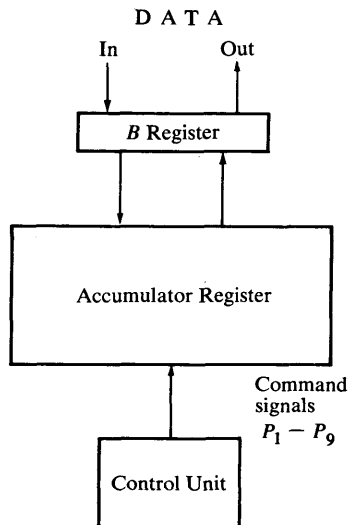 D A T A
In Out
B Register
Accumulator Register
Command
signals
P₁ – P₉
Control Unit